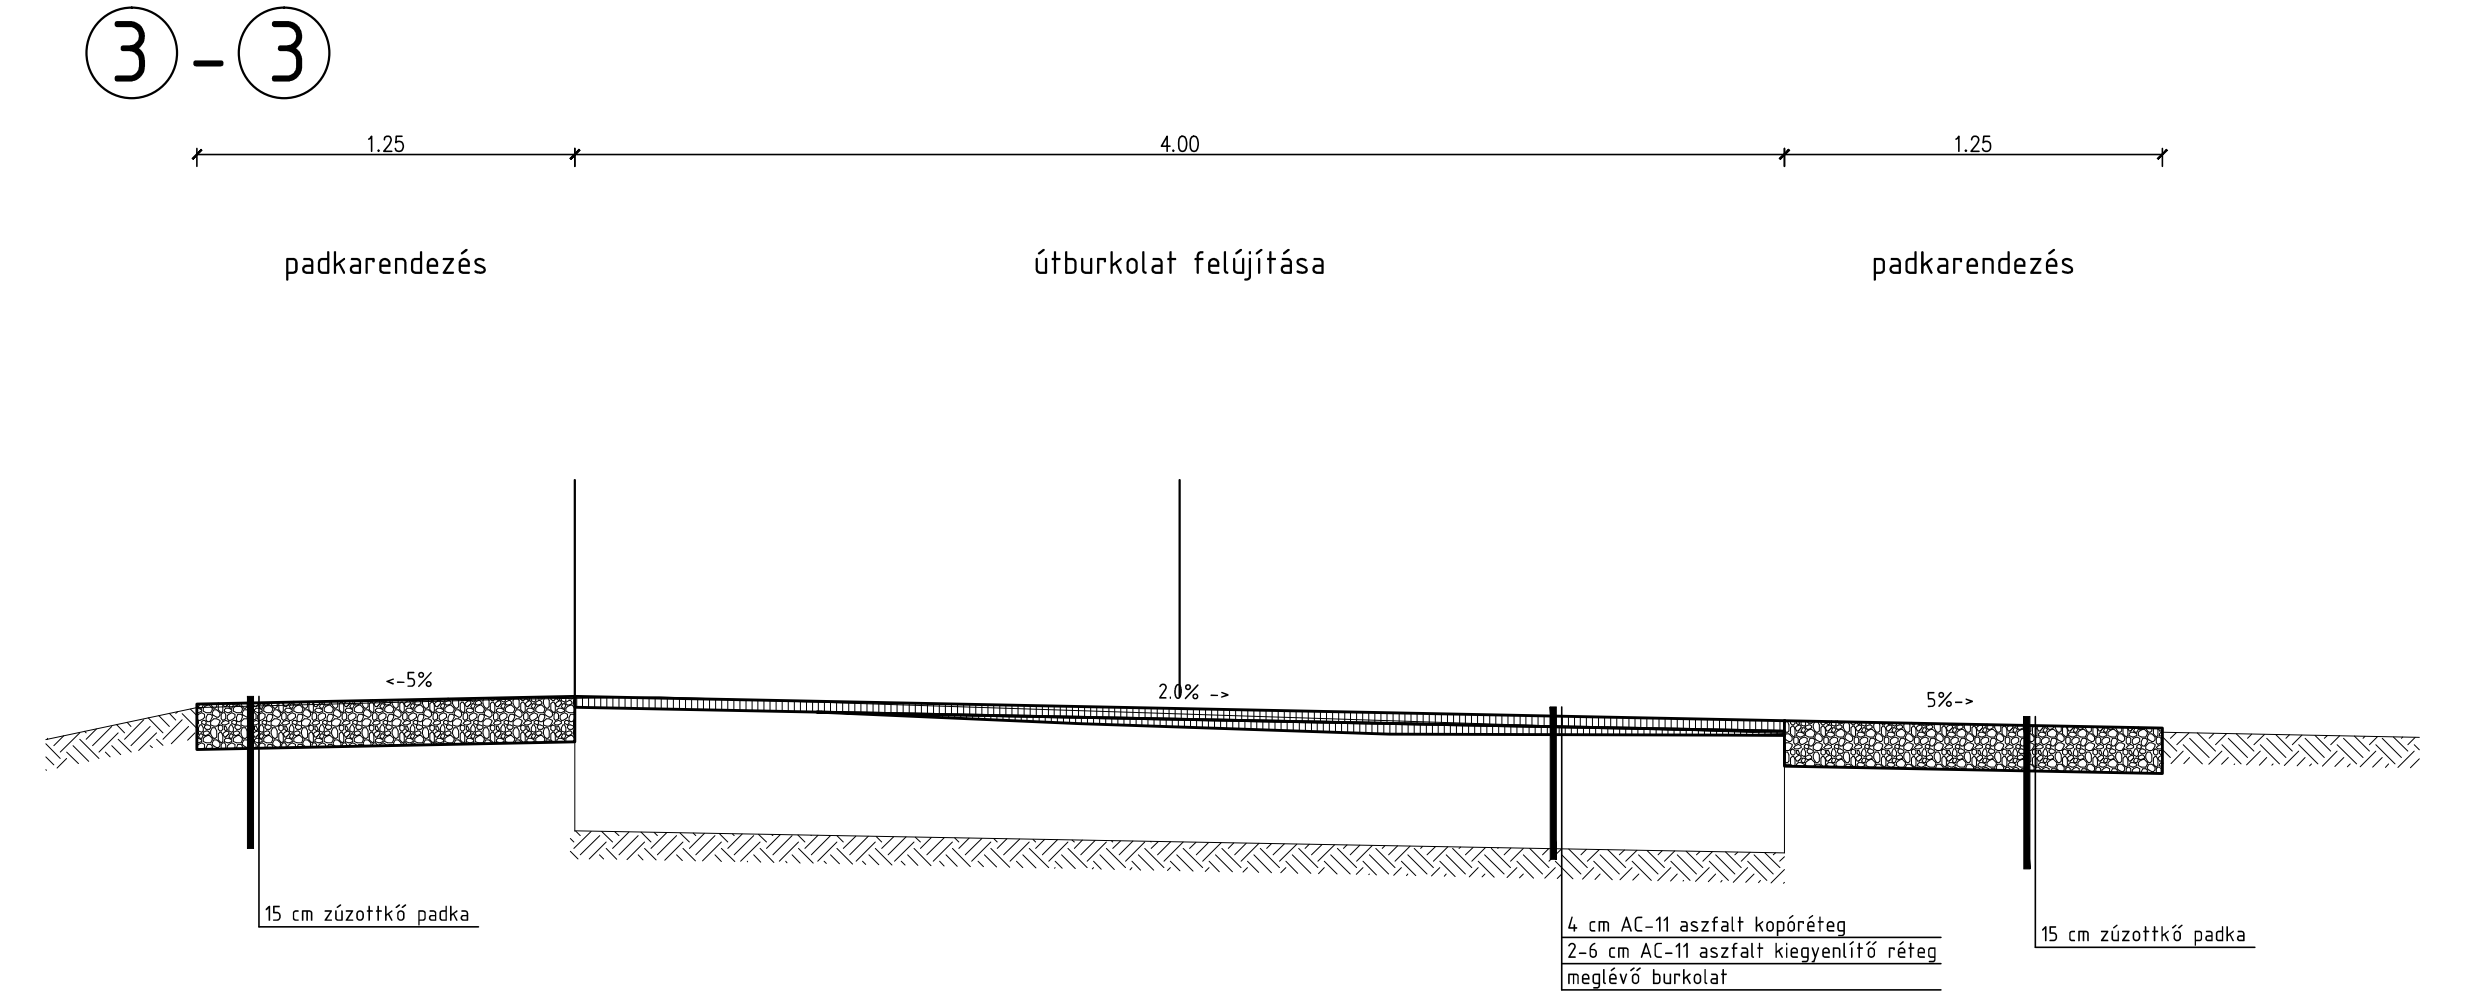 3 - 3
1.25 4.00 1.25
padkarendezés útburkolat felújítása padkarendezés
<-5% 2.0% -> 5%->
15 cm zúzottkő padka
4 cm AC-11 aszfalt kopóréteg
2-6 cm AC-11 aszfalt kiegyenlítő réteg
meglévő burkolat
15 cm zúzottkő padka